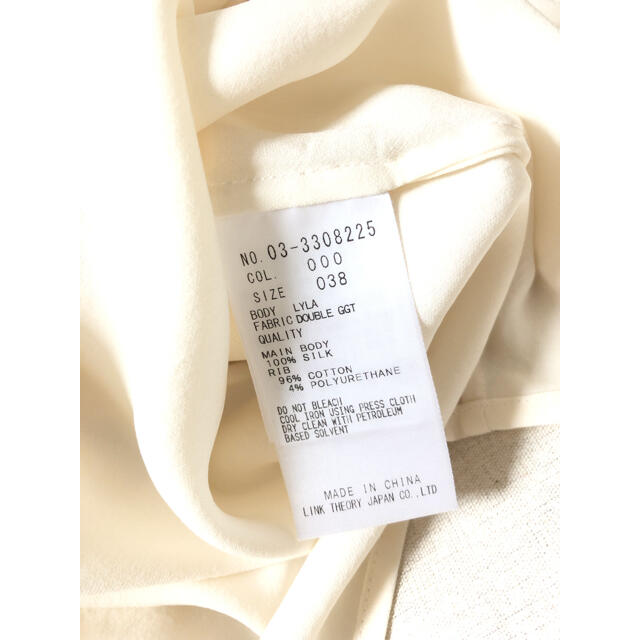 NO. 03-3308225
COL. 000
SIZE 038
BODY LYLA
FABRIC DOUBLE GGT
QUALITY
MAIN BODY
100% SILK
RIB
96% COTTON
4% POLYURETHANE
DO NOT BLEACH
COOL IRON USING PRESS CLOTH
DRY CLEAN WITH PETROLEUM
BASED SOLVENT
MADE IN CHINA
LINK THEORY JAPAN CO., LTD